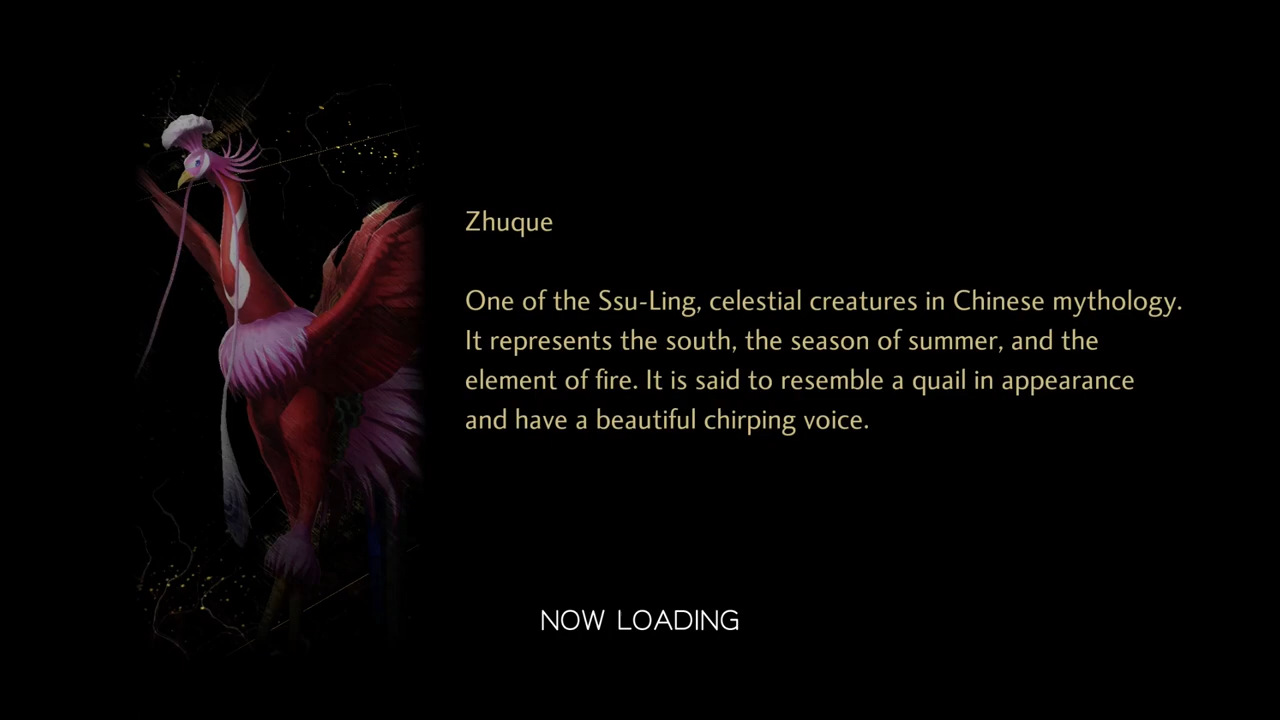 Zhuque
One of the Ssu-Ling, celestial creatures in Chinese mythology.
It represents the south, the season of summer, and the
element of fire. It is said to resemble a quail in appearance
and have a beautiful chirping voice.
NOW LOADING